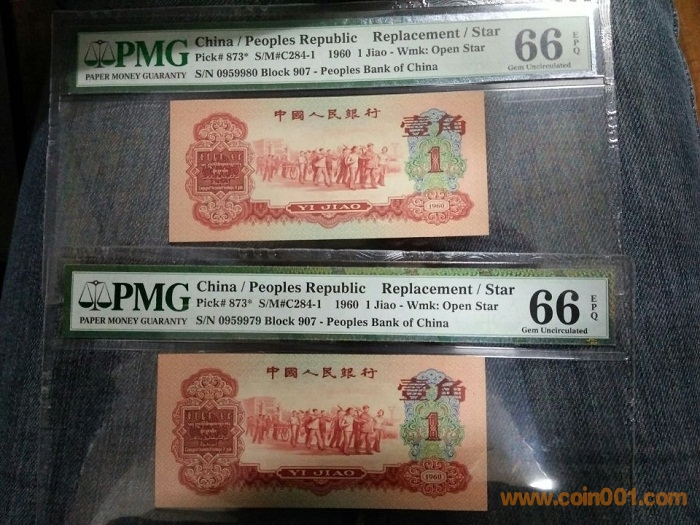 PMG
PAPER MONEY GUARANTY
China / Peoples Republic Replacement / Star
Pick# 873* S/M#C284-1 1960 1 Jiao - Wmk: Open Star
S/N 0959980 Block 907 - Peoples Bank of China
66 EPQ
Gem Uncirculated
中國人民銀行
壹角
1
YI JIAO
1960
PMG
PAPER MONEY GUARANTY
China / Peoples Republic Replacement / Star
Pick# 873* S/M#C284-1 1960 1 Jiao - Wmk: Open Star
S/N 0959979 Block 907 - Peoples Bank of China
66 EPQ
Gem Uncirculated
中國人民銀行
壹角
1
YI JIAO
1960
www.coin001.com